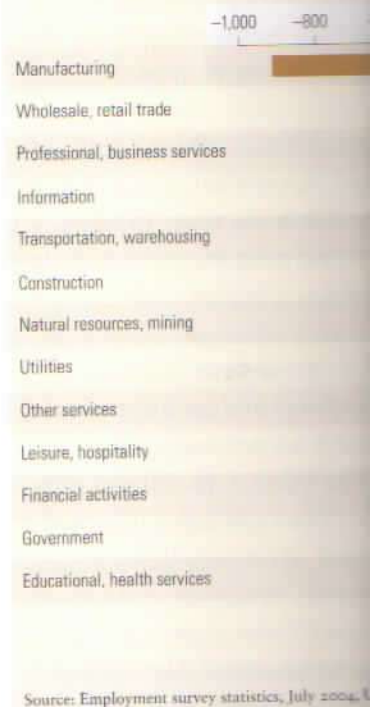 –1,000 –800
Manufacturing
Wholesale, retail trade
Professional, business services
Information
Transportation, warehousing
Construction
Natural resources, mining
Utilities
Other services
Leisure, hospitality
Financial activities
Government
Educational, health services
Source: Employment survey statistics, July 2004,